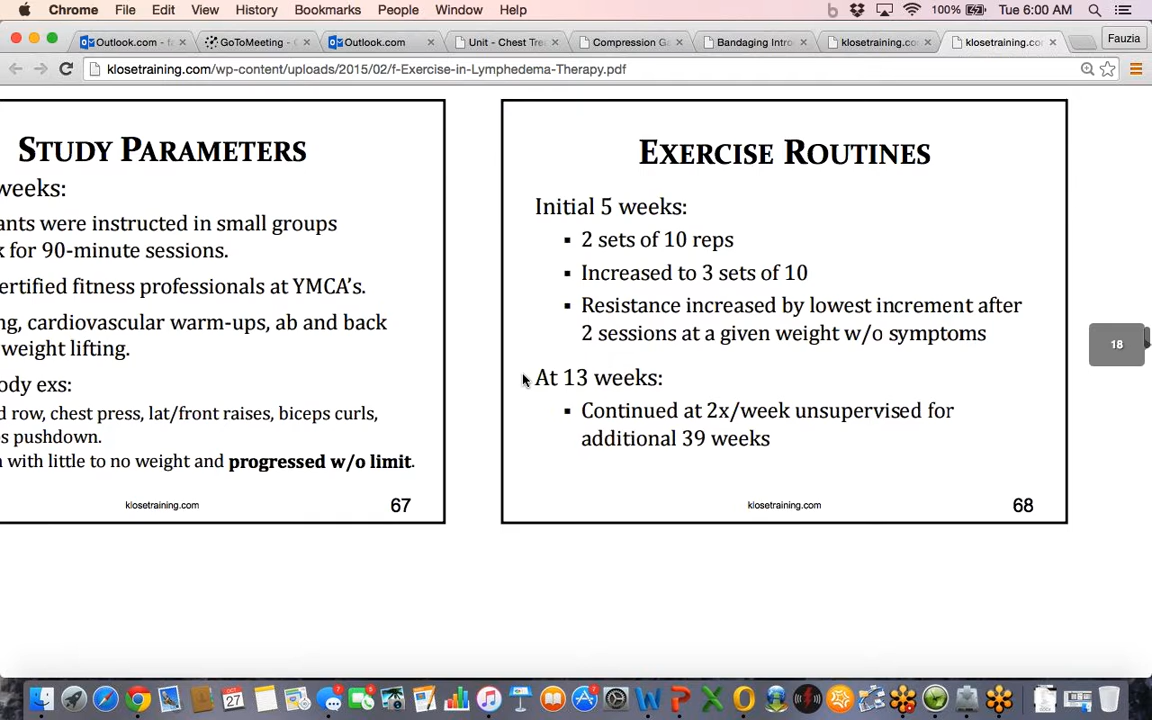 Chrome File Edit View History Bookmarks People Window Help 100% Tue 6:00 AM
Outlook.com - f GoToMeeting - C Outlook.com Unit - Chest Tre Compression Ga Bandaging Intro klosetraining.com klosetraining.co Fauzia
klosetraining.com/wp-content/uploads/2015/02/f-Exercise-in-Lymphedema-Therapy.pdf
STUDY PARAMETERS
weeks:
ants were instructed in small groups
k for 90-minute sessions.
ertified fitness professionals at YMCA's.
ng, cardiovascular warm-ups, ab and back
weight lifting.
ody exs:
d row, chest press, lat/front raises, biceps curls,
es pushdown.
n with little to no weight and progressed w/o limit.
klosetraining.com 67
EXERCISE ROUTINES
Initial 5 weeks:
▪ 2 sets of 10 reps
▪ Increased to 3 sets of 10
▪ Resistance increased by lowest increment after
2 sessions at a given weight w/o symptoms
At 13 weeks:
▪ Continued at 2x/week unsupervised for
additional 39 weeks
klosetraining.com 68
18